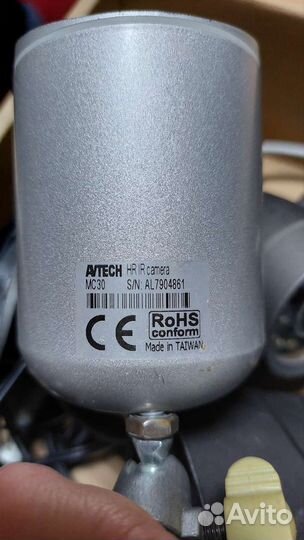 AVTECH HR IR camera
MC30 S/N: AL7904861
CE RoHS
conform
Made in TAIWAN
Avito